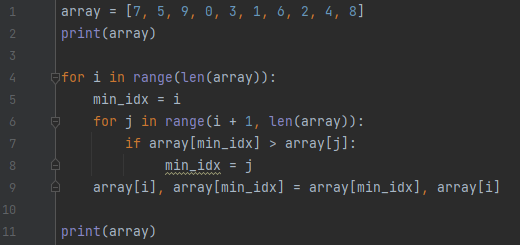 1 array = [7, 5, 9, 0, 3, 1, 6, 2, 4, 8]
2 print(array)
3
4 for i in range(len(array)):
5     min_idx = i
6     for j in range(i + 1, len(array)):
7         if array[min_idx] > array[j]:
8             min_idx = j
9     array[i], array[min_idx] = array[min_idx], array[i]
10
11 print(array)